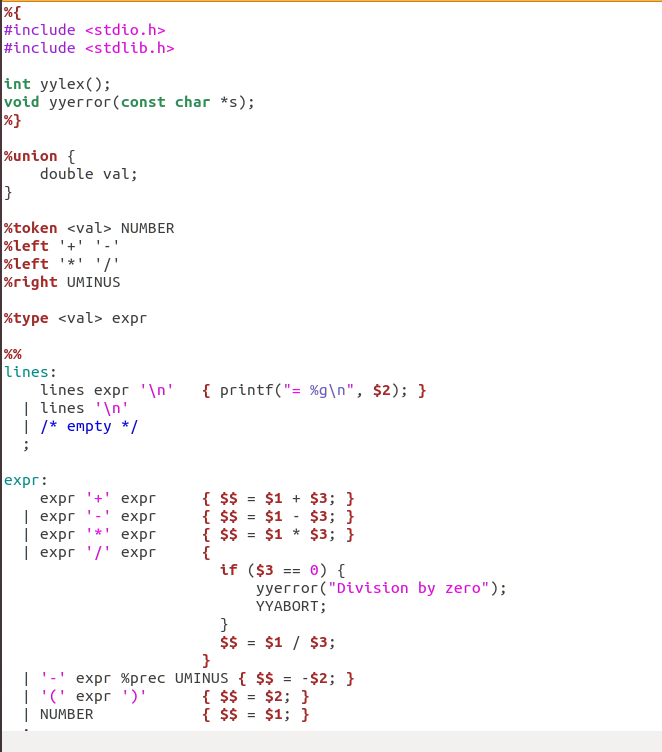 %{
#include <stdio.h>
#include <stdlib.h>

int yylex();
void yyerror(const char *s);
%}

%union {
    double val;
}

%token <val> NUMBER
%left '+' '-'
%left '*' '/'
%right UMINUS

%type <val> expr

%%
lines:
    lines expr '\n'   { printf("= %g\n", $2); }
  | lines '\n'
  | /* empty */
  ;

expr:
    expr '+' expr     { $$ = $1 + $3; }
  | expr '-' expr     { $$ = $1 - $3; }
  | expr '*' expr     { $$ = $1 * $3; }
  | expr '/' expr     {
                        if ($3 == 0) {
                            yyerror("Division by zero");
                            YYABORT;
                        }
                        $$ = $1 / $3;
                      }
  | '-' expr %prec UMINUS { $$ = -$2; }
  | '(' expr ')'      { $$ = $2; }
  | NUMBER            { $$ = $1; }